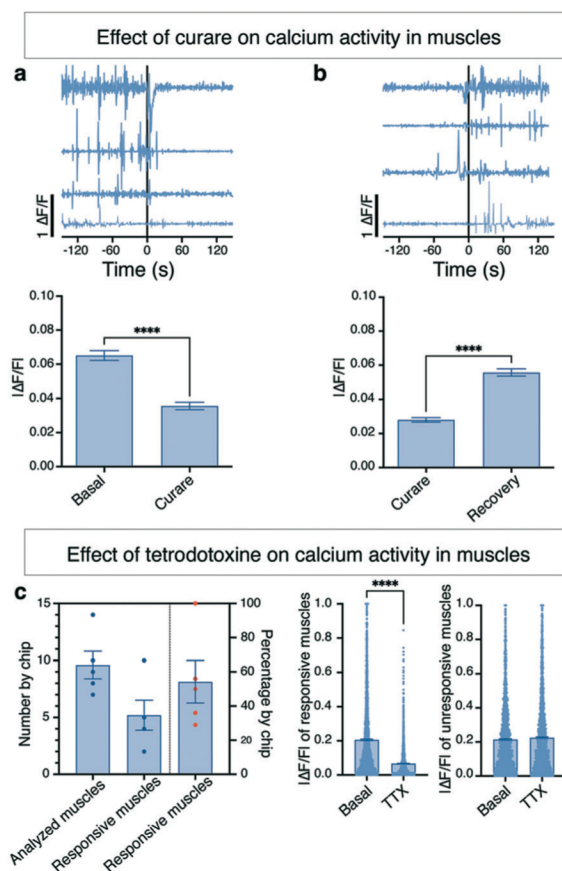 Effect of curare on calcium activity in muscles
a
b
1 ΔF/F
-120 -60 0 60 120
Time (s)
1 ΔF/F
-120 -60 0 60 120
Time (s)
|ΔF/F|
0.10
0.08
0.06
0.04
0.02
0.00
****
Basal
Curare
|ΔF/F|
0.10
0.08
0.06
0.04
0.02
0.00
****
Curare
Recovery
Effect of tetrodotoxine on calcium activity in muscles
c
Number by chip
15
10
5
0
100
80
60
40
20
0
Percentage by chip
Analyzed muscles
Responsive muscles
Responsive muscles
|ΔF/F| of responsive muscles
****
1.0
0.8
0.6
0.4
0.2
0.0
Basal
TTX
|ΔF/F| of unresponsive muscles
1.0
0.8
0.6
0.4
0.2
0.0
Basal
TTX